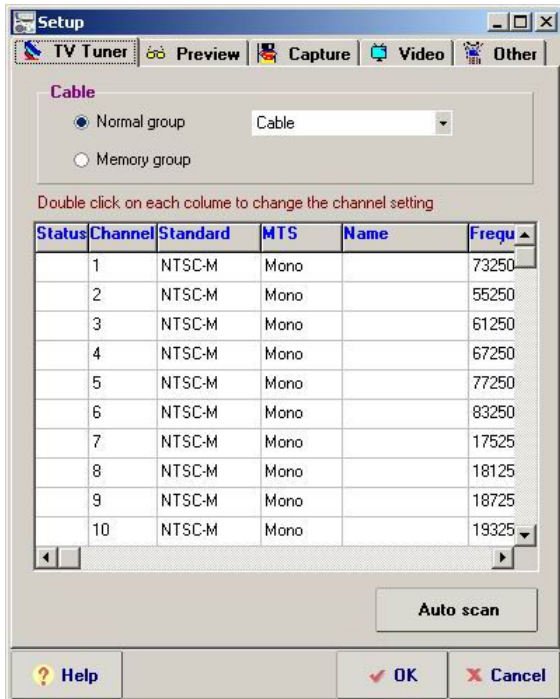 Setup
TV Tuner Preview Capture Video Other
Cable
Normal group Cable
Memory group
Double click on each colume to change the channel setting
Status Channel Standard MTS Name Frequ
1 NTSC-M Mono 73250
2 NTSC-M Mono 55250
3 NTSC-M Mono 61250
4 NTSC-M Mono 67250
5 NTSC-M Mono 77250
6 NTSC-M Mono 83250
7 NTSC-M Mono 17525
8 NTSC-M Mono 18125
9 NTSC-M Mono 18725
10 NTSC-M Mono 19325
Auto scan
? Help OK Cancel